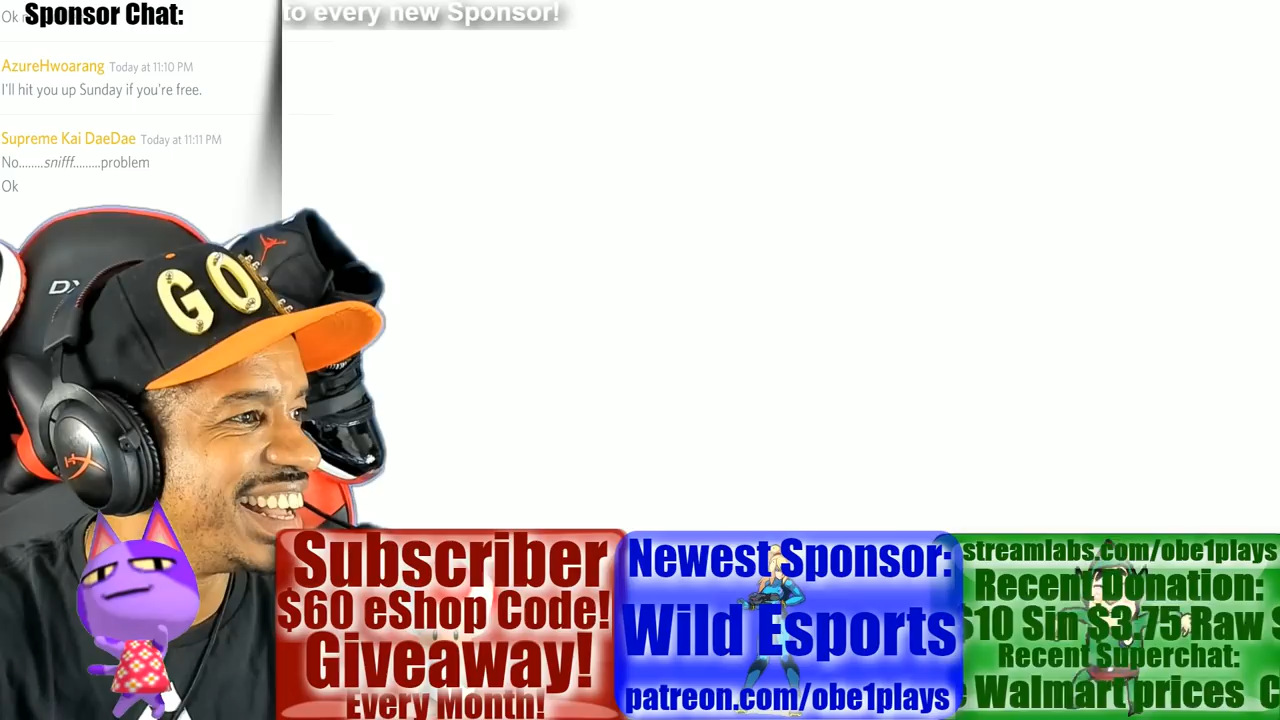 Ok
Sponsor Chat:
to every new Sponsor!
AzureHwoarang Today at 11:10 PM
I'll hit you up Sunday if you're free.
Supreme Kai DaeDae Today at 11:11 PM
No........snifff.........problem
Ok
DX
GO!
Subscriber
$60 eShop Code!
Giveaway!
Every Month!
Newest Sponsor:
Wild Esports
patreon.com/obe1plays
streamlabs.com/obe1plays
Recent Donation:
$10 Sin $3.75 Raw S
Recent Superchat:
Walmart prices C